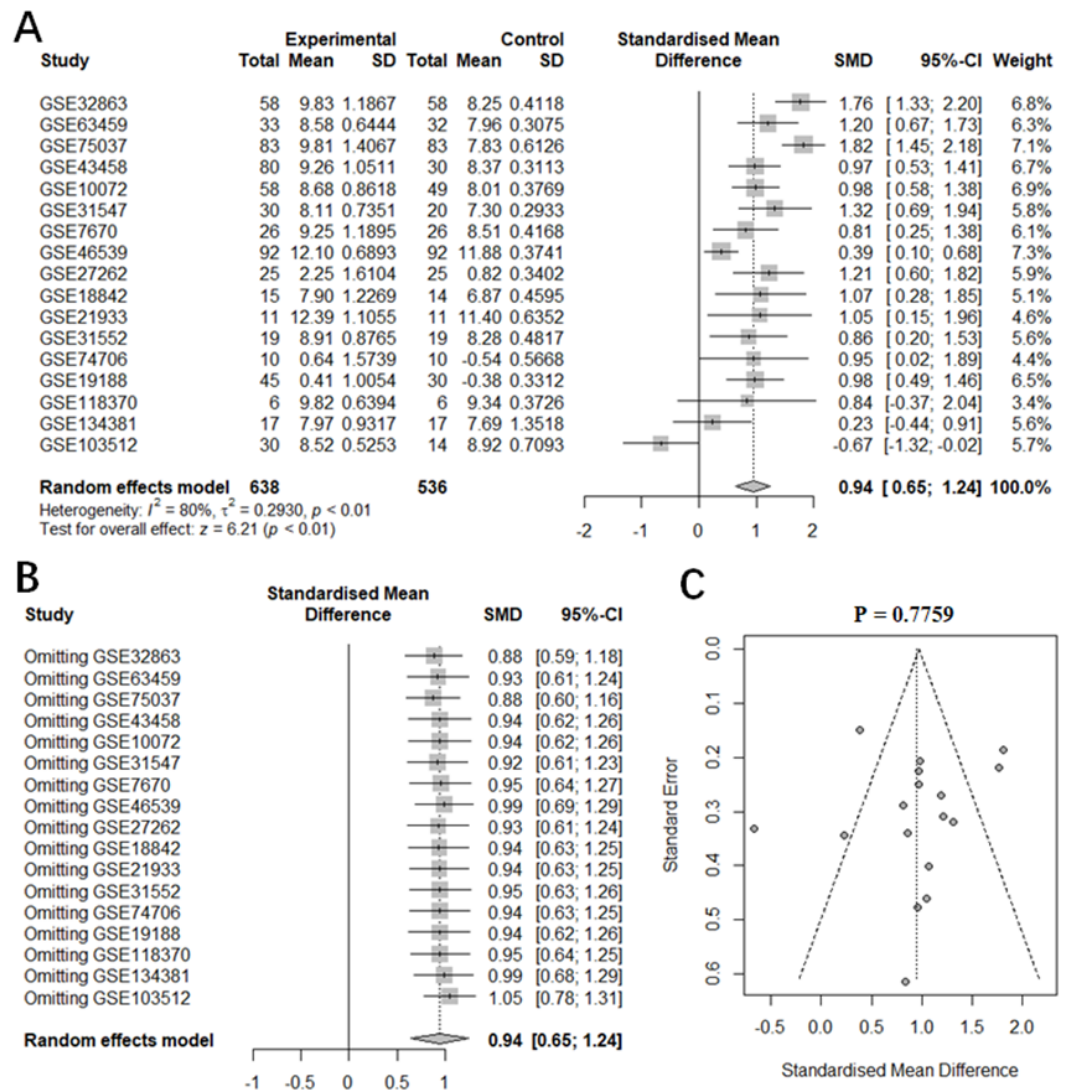 A
Experimental Control Standardised Mean
Study Total Mean SD Total Mean SD Difference SMD 95%-CI Weight
GSE32863 58 9.83 1.1867 58 8.25 0.4118 1.76 [ 1.33; 2.20] 6.8%
GSE63459 33 8.58 0.6444 32 7.96 0.3075 1.20 [ 0.67; 1.73] 6.3%
GSE75037 83 9.81 1.4067 83 7.83 0.6126 1.82 [ 1.45; 2.18] 7.1%
GSE43458 80 9.26 1.0511 30 8.37 0.3113 0.97 [ 0.53; 1.41] 6.7%
GSE10072 58 8.68 0.8618 49 8.01 0.3769 0.98 [ 0.58; 1.38] 6.9%
GSE31547 30 8.11 0.7351 20 7.30 0.2933 1.32 [ 0.69; 1.94] 5.8%
GSE7670 26 9.25 1.1895 26 8.51 0.4168 0.81 [ 0.25; 1.38] 6.1%
GSE46539 92 12.10 0.6893 92 11.88 0.3741 0.39 [ 0.10; 0.68] 7.3%
GSE27262 25 2.25 1.6104 25 0.82 0.3402 1.21 [ 0.60; 1.82] 5.9%
GSE18842 15 7.90 1.2269 14 6.87 0.4595 1.07 [ 0.28; 1.85] 5.1%
GSE21933 11 12.39 1.1055 11 11.40 0.6352 1.05 [ 0.15; 1.96] 4.6%
GSE31552 19 8.91 0.8765 19 8.28 0.4817 0.86 [ 0.20; 1.53] 5.6%
GSE74706 10 0.64 1.5739 10 -0.54 0.5668 0.95 [ 0.02; 1.89] 4.4%
GSE19188 45 0.41 1.0054 30 -0.38 0.3312 0.98 [ 0.49; 1.46] 6.5%
GSE118370 6 9.82 0.6394 6 9.34 0.3726 0.84 [-0.37; 2.04] 3.4%
GSE134381 17 7.97 0.9317 17 7.69 1.3518 0.23 [-0.44; 0.91] 5.6%
GSE103512 30 8.52 0.5253 14 8.92 0.7093 -0.67 [-1.32; -0.02] 5.7%
Random effects model 638 536 0.94 [ 0.65; 1.24] 100.0%
Heterogeneity: I² = 80%, τ² = 0.2930, p < 0.01
Test for overall effect: z = 6.21 (p < 0.01)
-2 -1 0 1 2
B
Standardised Mean
Study Difference SMD 95%-CI
Omitting GSE32863 0.88 [0.59; 1.18]
Omitting GSE63459 0.93 [0.61; 1.24]
Omitting GSE75037 0.88 [0.60; 1.16]
Omitting GSE43458 0.94 [0.62; 1.26]
Omitting GSE10072 0.94 [0.62; 1.26]
Omitting GSE31547 0.92 [0.61; 1.23]
Omitting GSE7670 0.95 [0.64; 1.27]
Omitting GSE46539 0.99 [0.69; 1.29]
Omitting GSE27262 0.93 [0.61; 1.24]
Omitting GSE18842 0.94 [0.63; 1.25]
Omitting GSE21933 0.94 [0.63; 1.25]
Omitting GSE31552 0.95 [0.63; 1.26]
Omitting GSE74706 0.94 [0.63; 1.25]
Omitting GSE19188 0.94 [0.62; 1.26]
Omitting GSE118370 0.95 [0.64; 1.25]
Omitting GSE134381 0.99 [0.68; 1.29]
Omitting GSE103512 1.05 [0.78; 1.31]
Random effects model 0.94 [0.65; 1.24]
-1 -0.5 0 0.5 1
C
P = 0.7759
Standard Error
0.0
0.1
0.2
0.3
0.4
0.5
0.6
-0.5 0.0 0.5 1.0 1.5 2.0
Standardised Mean Difference